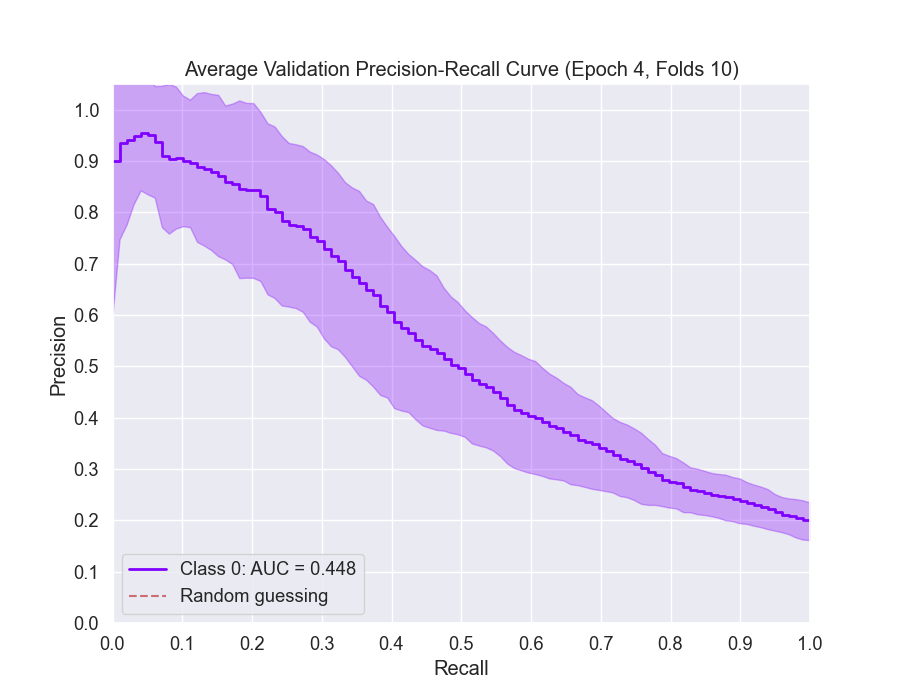 Average Validation Precision-Recall Curve (Epoch 4, Folds 10)
Precision
1.0
0.9
0.8
0.7
0.6
0.5
0.4
0.3
0.2
0.1
0.0
Class 0: AUC = 0.448
Random guessing
0.0 0.1 0.2 0.3 0.4 0.5 0.6 0.7 0.8 0.9 1.0
Recall